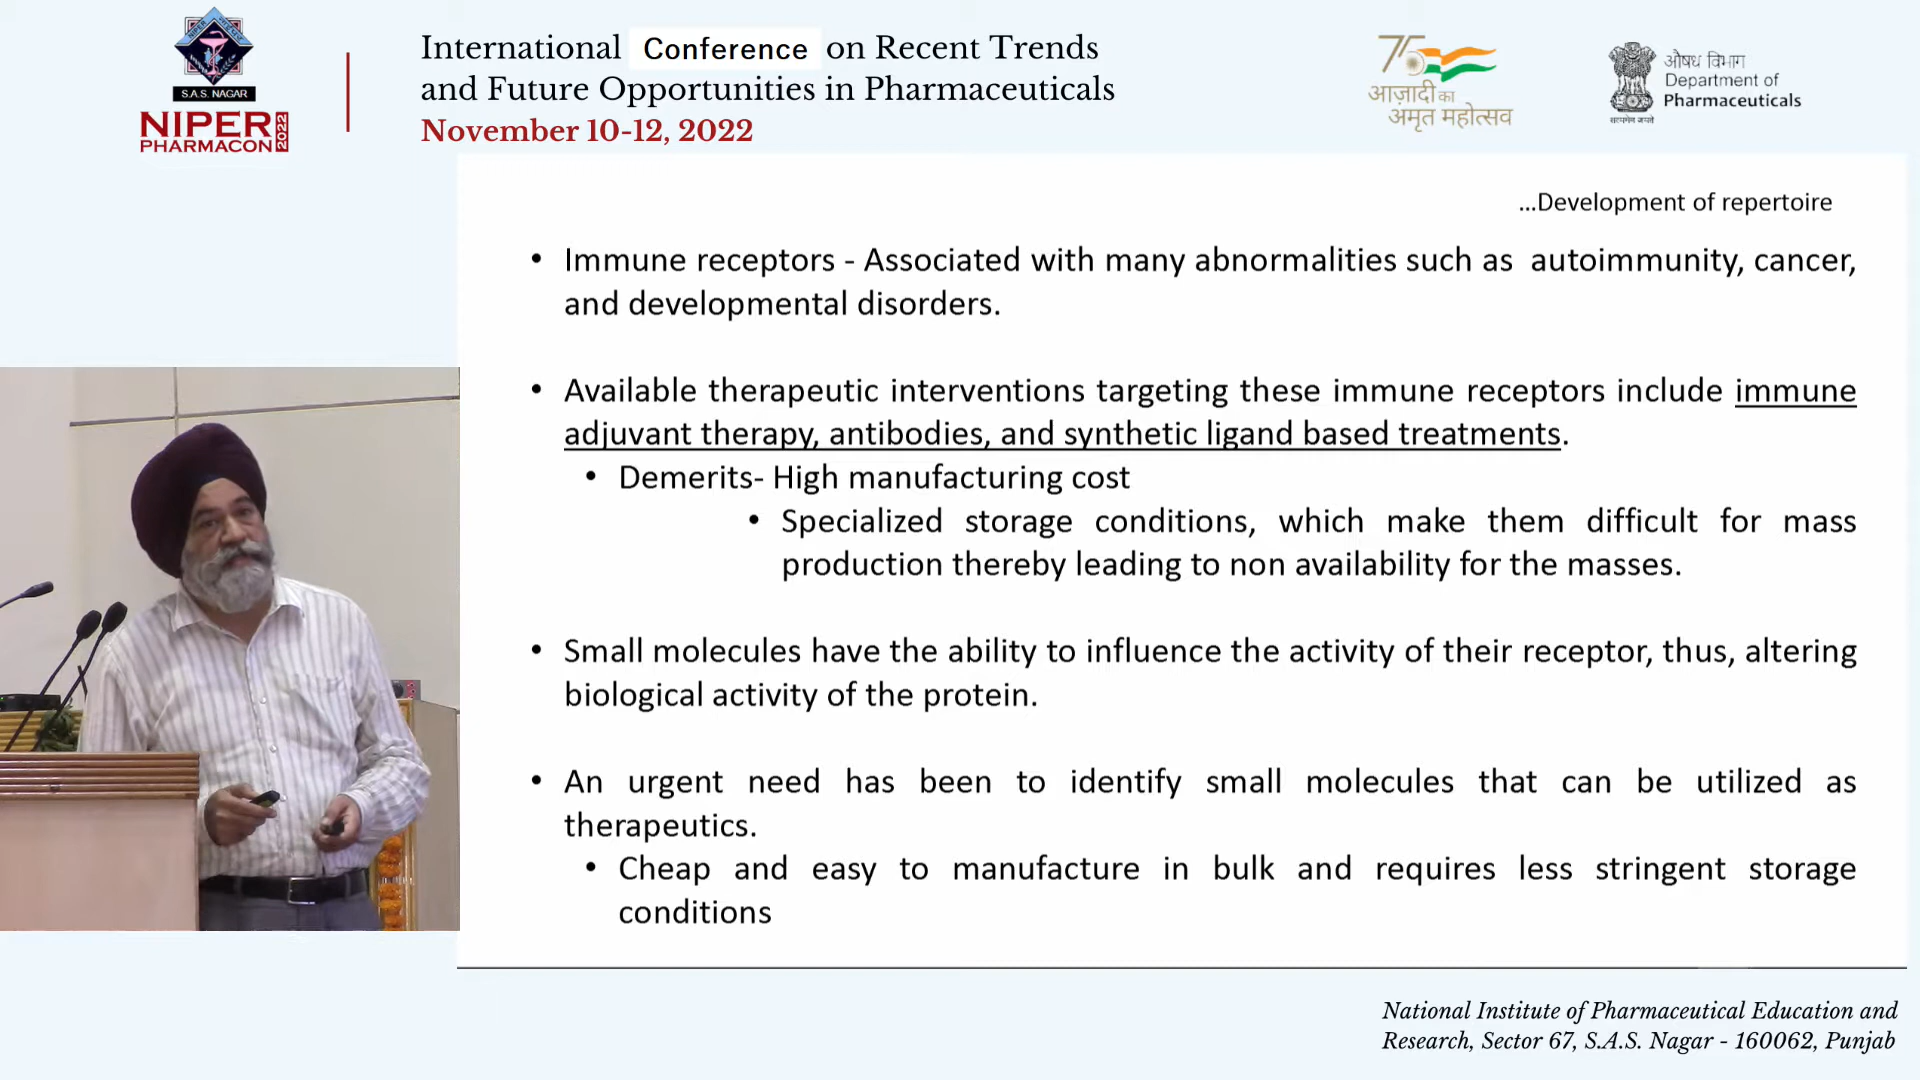 S.A.S. NAGAR
NIPER
PHARMACON 2022
International Conference on Recent Trends
and Future Opportunities in Pharmaceuticals
November 10-12, 2022
75
आज़ादी का
अमृत महोत्सव
औषध विभाग
Department of
Pharmaceuticals
सत्यमेव जयते
...Development of repertoire
• Immune receptors - Associated with many abnormalities such as autoimmunity, cancer,
and developmental disorders.
• Available therapeutic interventions targeting these immune receptors include immune
adjuvant therapy, antibodies, and synthetic ligand based treatments.
• Demerits- High manufacturing cost
• Specialized storage conditions, which make them difficult for mass
production thereby leading to non availability for the masses.
• Small molecules have the ability to influence the activity of their receptor, thus, altering
biological activity of the protein.
• An urgent need has been to identify small molecules that can be utilized as
therapeutics.
• Cheap and easy to manufacture in bulk and requires less stringent storage
conditions
National Institute of Pharmaceutical Education and
Research, Sector 67, S.A.S. Nagar - 160062, Punjab